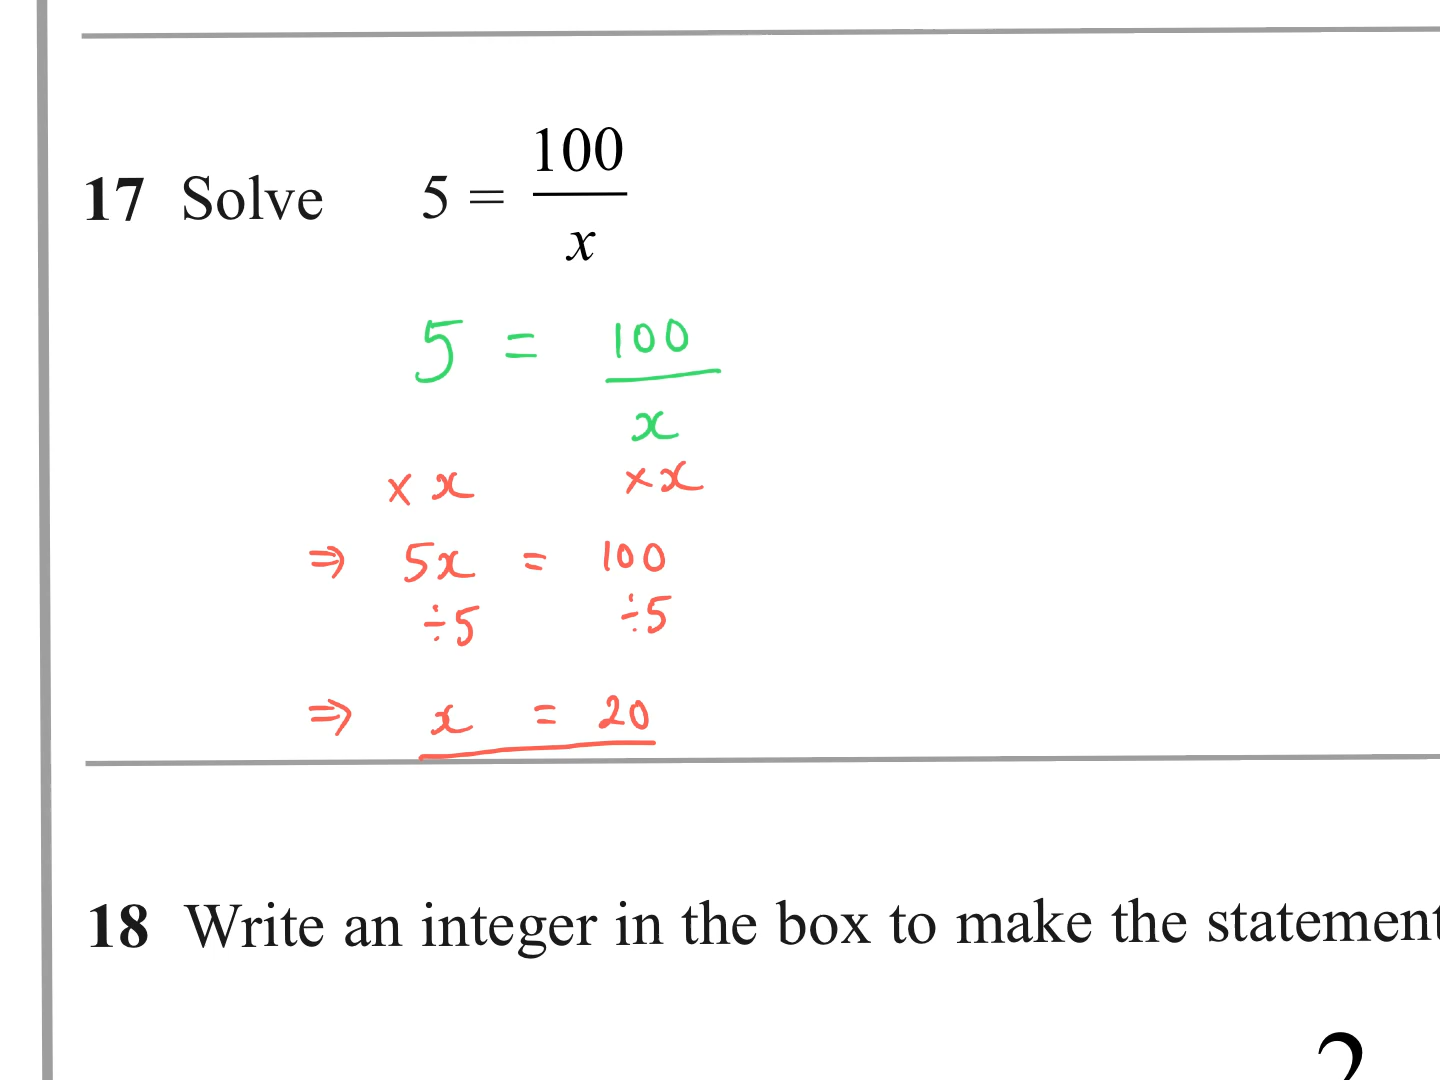 17 Solve 5 = 100/x
5 = 100/x
× x × x
⇒ 5x = 100
÷5 ÷5
⇒ x = 20
18 Write an integer in the box to make the statement
2